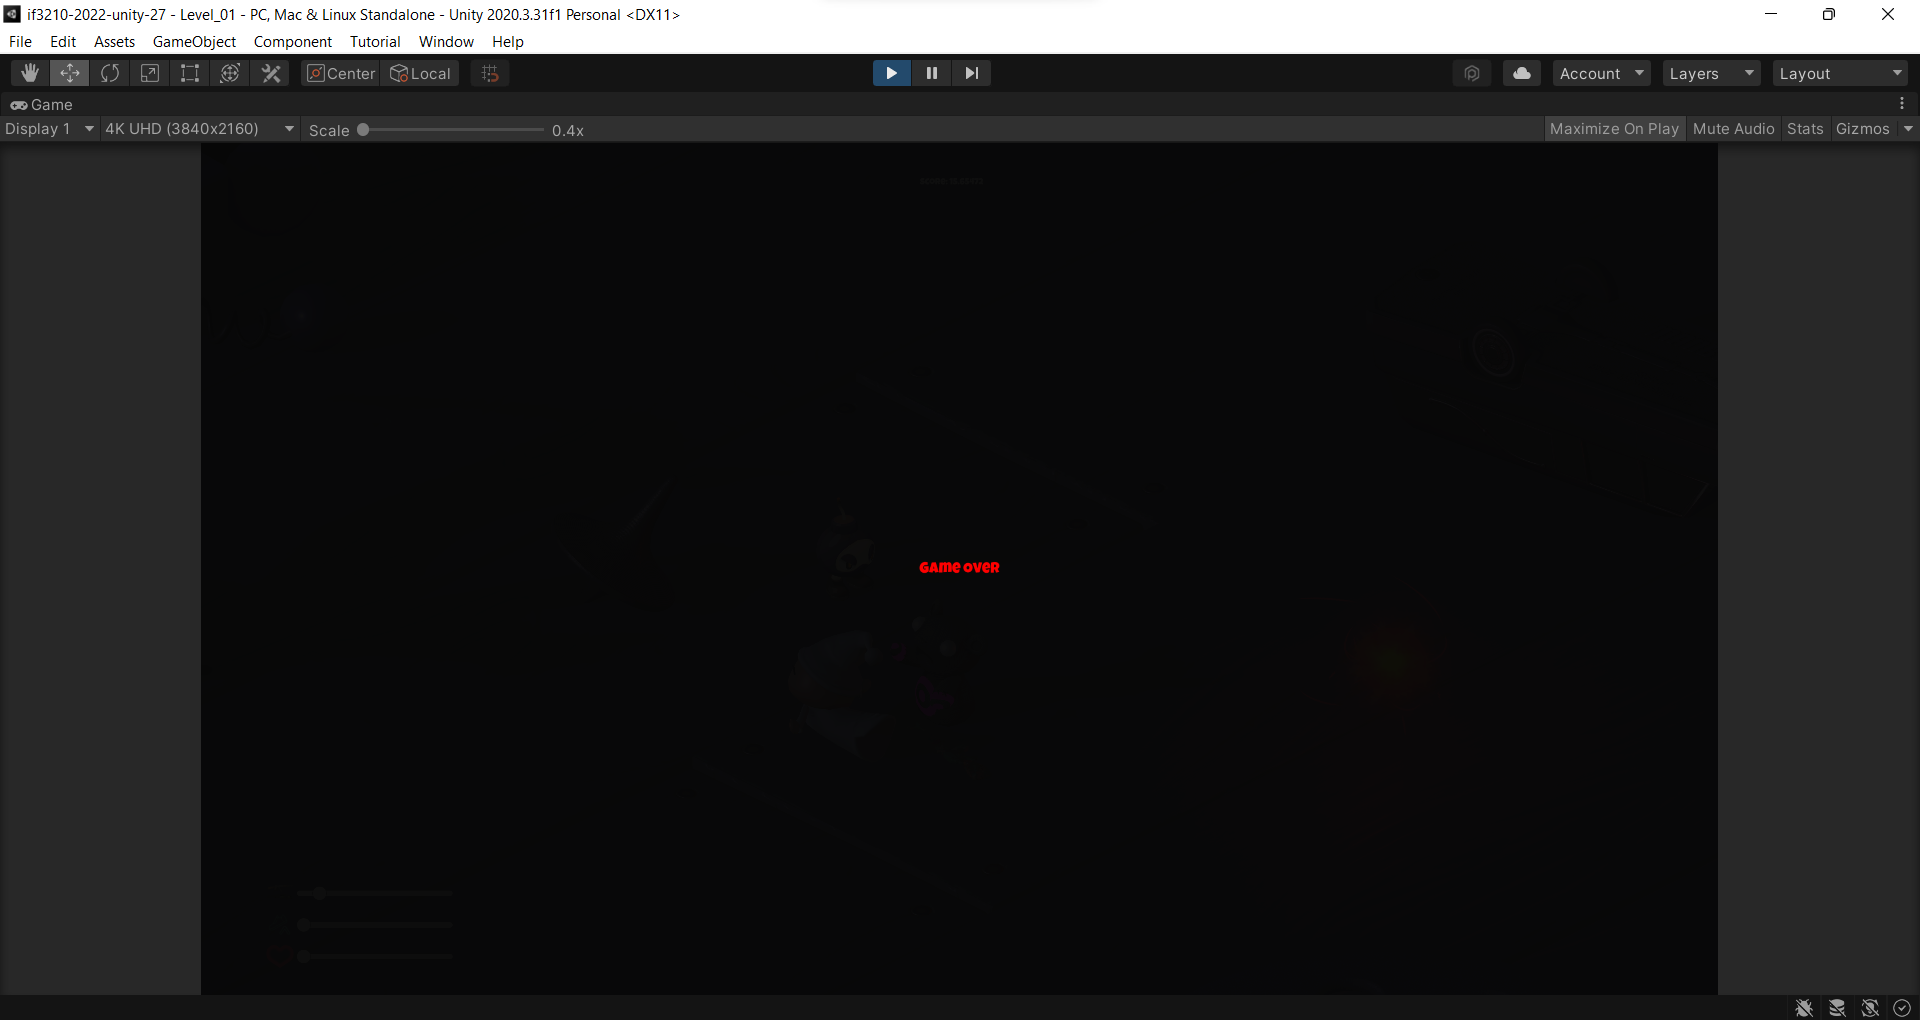 if3210-2022-unity-27 - Level_01 - PC, Mac & Linux Standalone - Unity 2020.3.31f1 Personal <DX11>
File Edit Assets GameObject Component Tutorial Window Help
Center Local Account Layers Layout
Game
Display 1 4K UHD (3840x2160) Scale 0.4x Maximize On Play Mute Audio Stats Gizmos
Game over